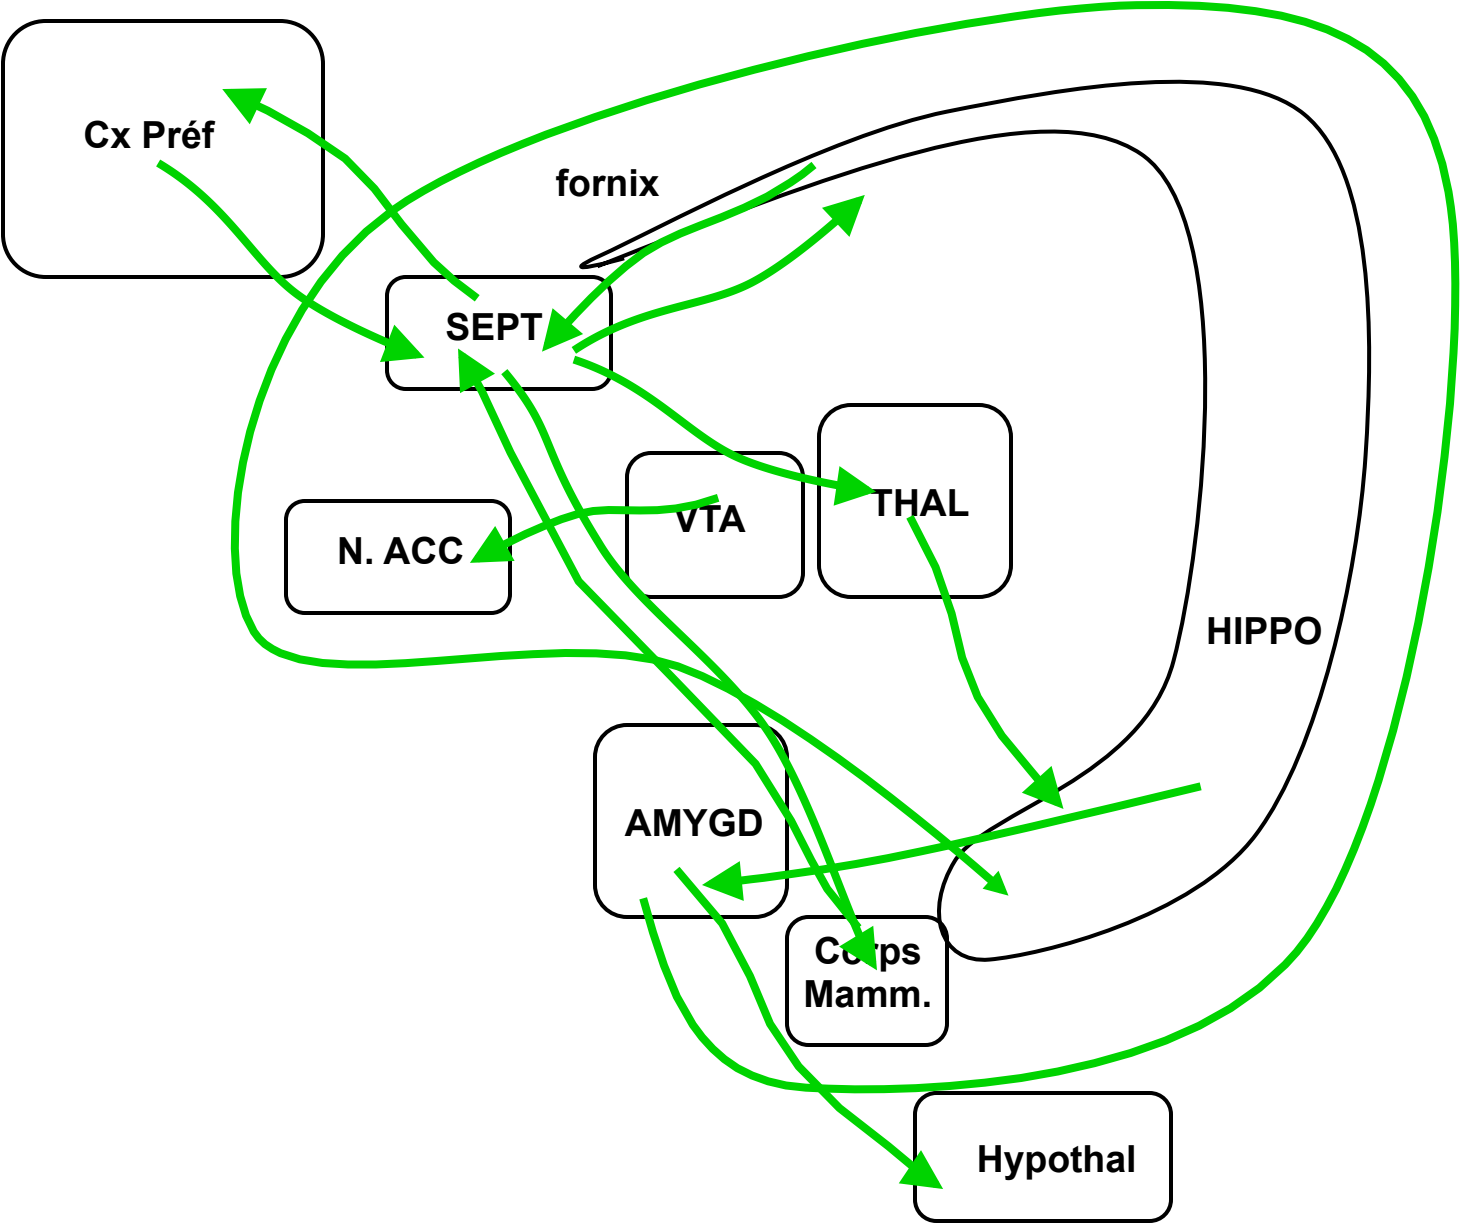 Cx Préf
fornix
SEPT
THAL
VTA
N. ACC
HIPPO
AMYGD
Corps
Mamm.
Hypothal